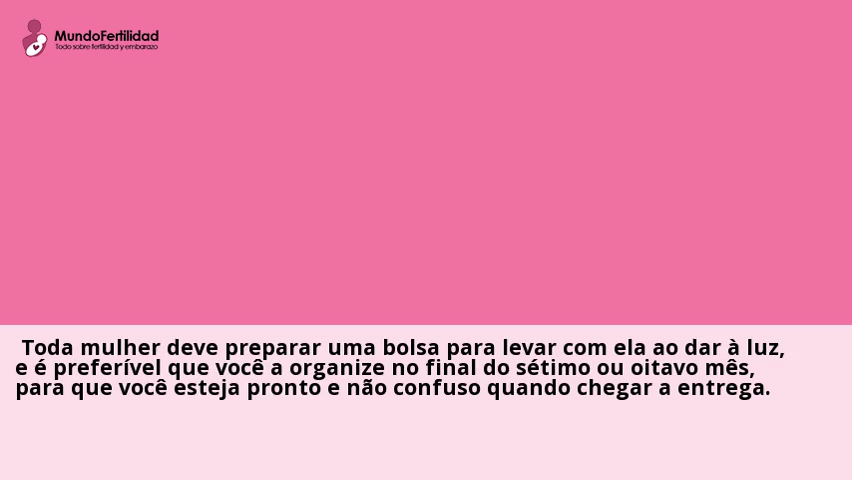 MundoFertilidad
Todo sobre fertilidad y embarazo
Toda mulher deve preparar uma bolsa para levar com ela ao dar à luz,
e é preferível que você a organize no final do sétimo ou oitavo mês,
para que você esteja pronto e não confuso quando chegar a entrega.